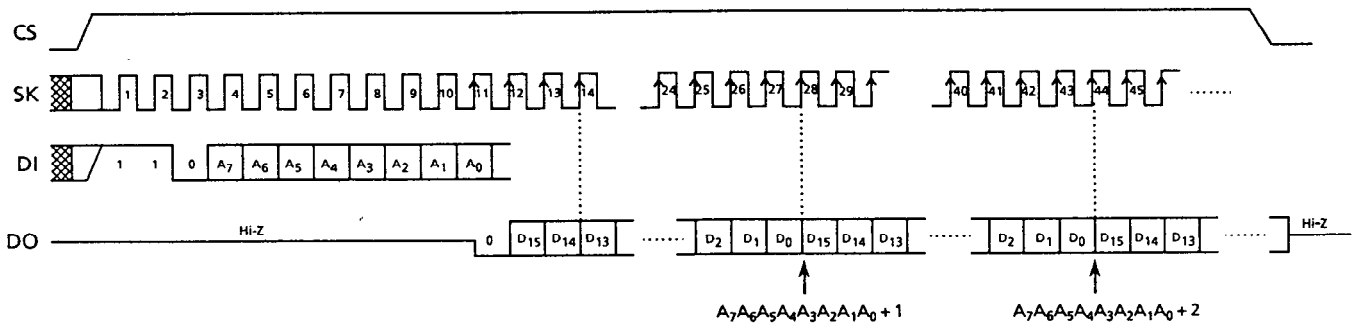 CS
SK 1 2 3 4 5 6 7 8 9 10 11 12 13 14 24 25 26 27 28 29 40 41 42 43 44 45
DI 1 1 0 A₇ A₆ A₅ A₄ A₃ A₂ A₁ A₀
DO Hi-Z 0 D₁₅ D₁₄ D₁₃ D₂ D₁ D₀ D₁₅ D₁₄ D₁₃ D₂ D₁ D₀ D₁₅ D₁₄ D₁₃ Hi-Z
A₇A₆A₅A₄A₃A₂A₁A₀ + 1 A₇A₆A₅A₄A₃A₂A₁A₀ + 2